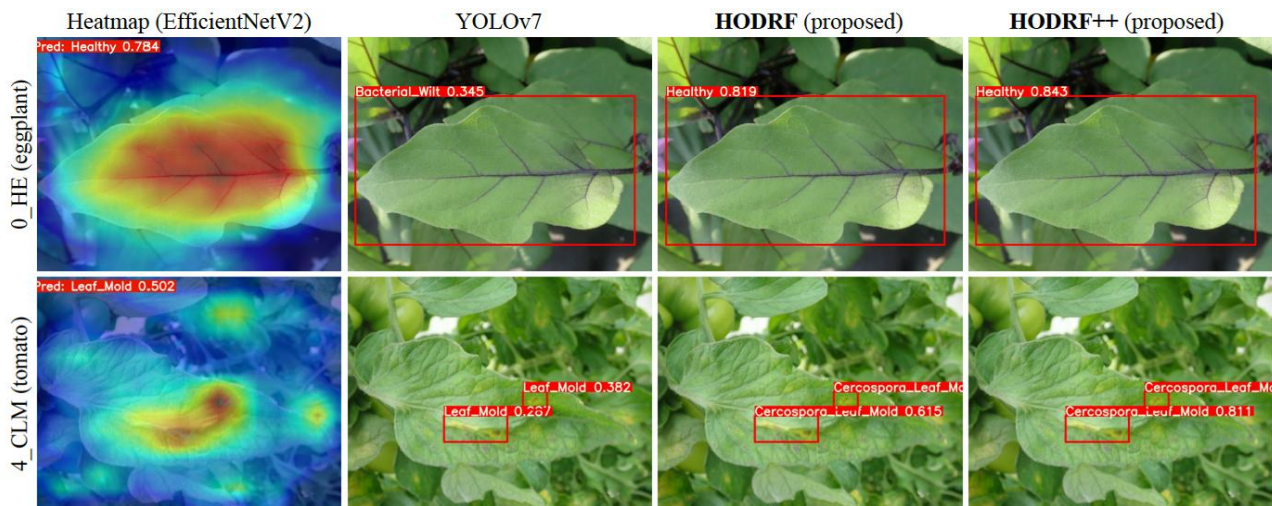 Heatmap (EfficientNetV2) YOLOv7 HODRF (proposed) HODRF++ (proposed)
0_HE (eggplant)
Pred: Healthy 0.784
Bacterial_Wilt 0.345
Healthy 0.819
Healthy 0.843
4_CLM (tomato)
Pred: Leaf_Mold 0.502
Leaf_Mold 0.382
Leaf_Mold 0.267
Cercospora_Leaf_Mo
Cercospora_Leaf_Mold 0.615
Cercospora_Leaf_Mo
Cercospora_Leaf_Mold 0.811